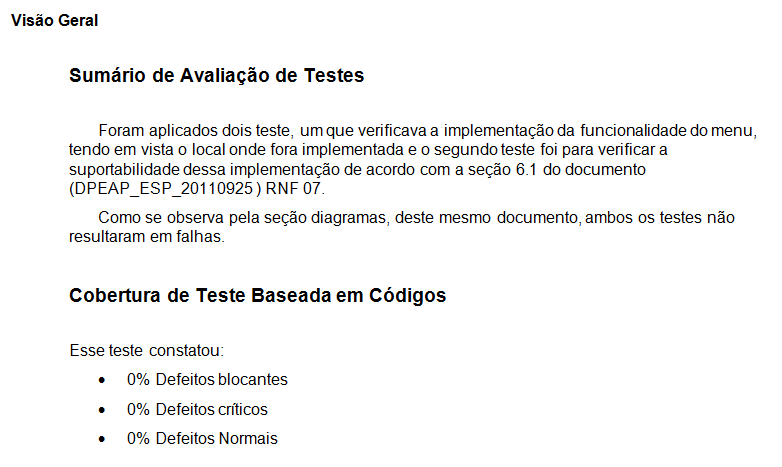 Visão Geral
Sumário de Avaliação de Testes
Foram aplicados dois teste, um que verificava a implementação da funcionalidade do menu,
tendo em vista o local onde fora implementada e o segundo teste foi para verificar a
suportabilidade dessa implementação de acordo com a seção 6.1 do documento
(DPEAP_ESP_20110925 ) RNF 07.
Como se observa pela seção diagramas, deste mesmo documento, ambos os testes não
resultaram em falhas.
Cobertura de Teste Baseada em Códigos
Esse teste constatou:
• 0% Defeitos blocantes
• 0% Defeitos críticos
• 0% Defeitos Normais